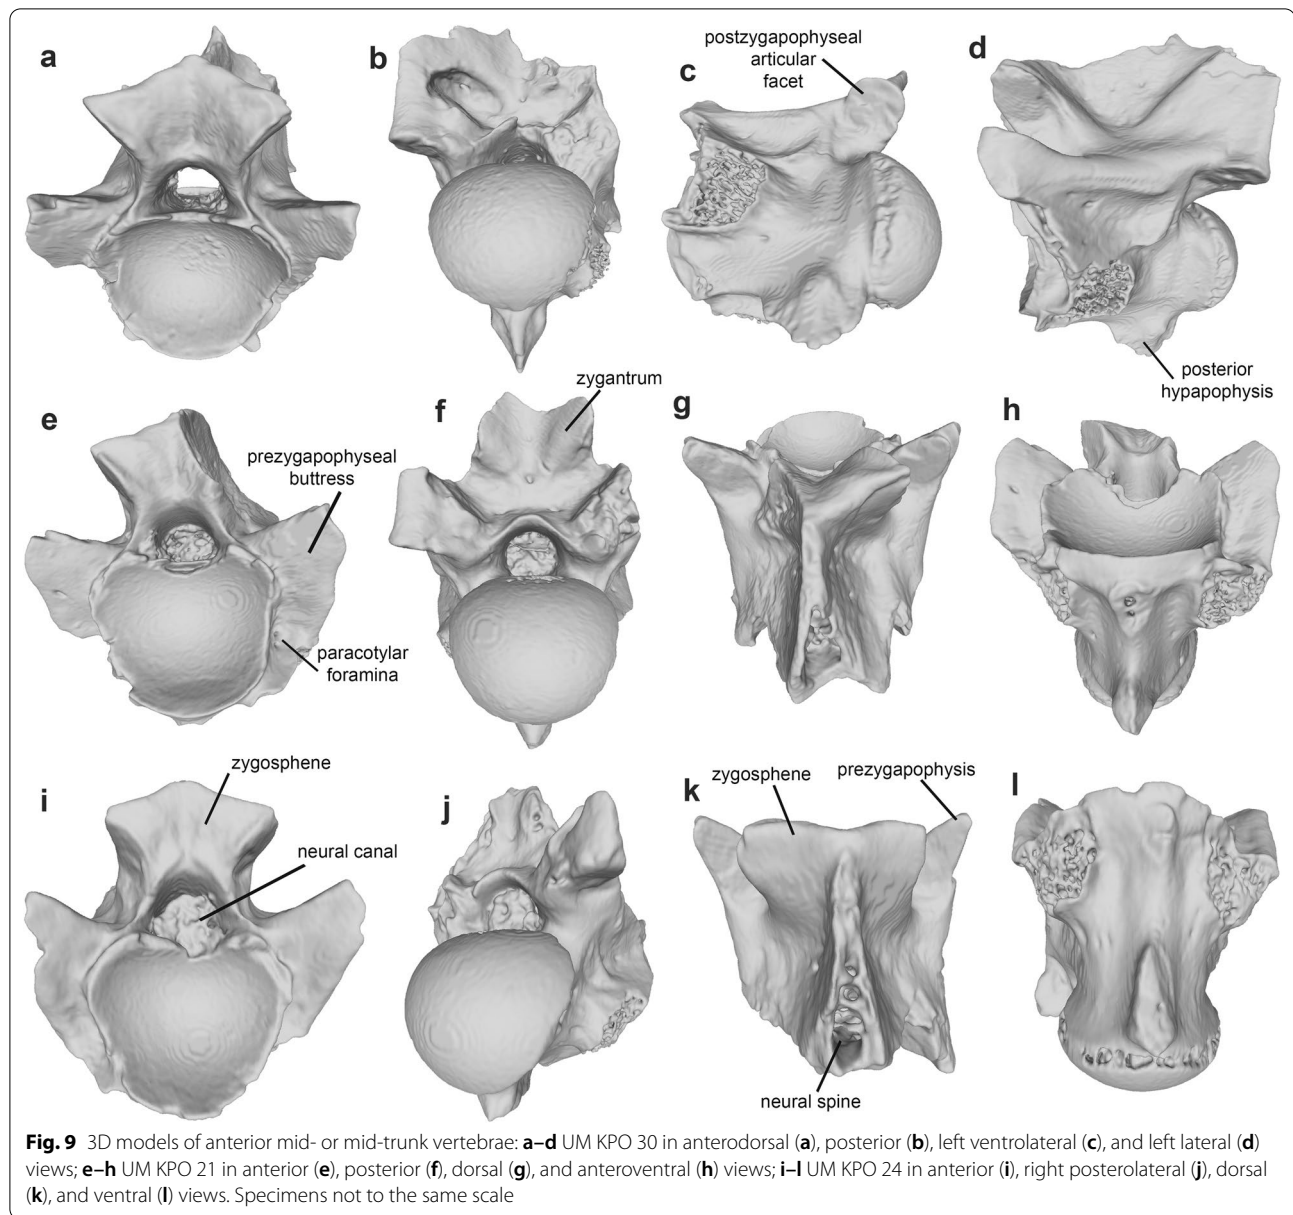 a
b
postzygapophyseal
articular
facet
c
d
posterior
hypapophysis
e
prezygapophyseal
buttress
paracotylar
foramina
f
zygantrum
g
h
i
zygosphene
neural canal
j
k
zygosphene
prezygapophysis
neural spine
l
Fig. 9 3D models of anterior mid- or mid-trunk vertebrae: a–d UM KPO 30 in anterodorsal (a), posterior (b), left ventrolateral (c), and left lateral (d)
views; e–h UM KPO 21 in anterior (e), posterior (f), dorsal (g), and anteroventral (h) views; i–l UM KPO 24 in anterior (i), right posterolateral (j), dorsal
(k), and ventral (l) views. Specimens not to the same scale